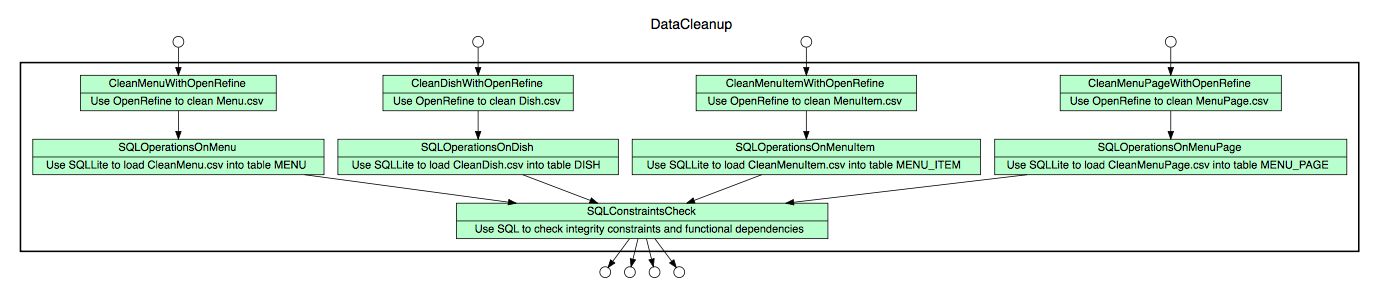 DataCleanup
CleanMenuWithOpenRefine
Use OpenRefine to clean Menu.csv
CleanDishWithOpenRefine
Use OpenRefine to clean Dish.csv
CleanMenuItemWithOpenRefine
Use OpenRefine to clean MenuItem.csv
CleanMenuPageWithOpenRefine
Use OpenRefine to clean MenuPage.csv
SQLOperationsOnMenu
Use SQLLite to load CleanMenu.csv into table MENU
SQLOperationsOnDish
Use SQLLite to load CleanDish.csv into table DISH
SQLOperationsOnMenuItem
Use SQLLite to load CleanMenuItem.csv into table MENU_ITEM
SQLOperationsOnMenuPage
Use SQLLite to load CleanMenuPage.csv into table MENU_PAGE
SQLConstraintsCheck
Use SQL to check integrity constraints and functional dependencies